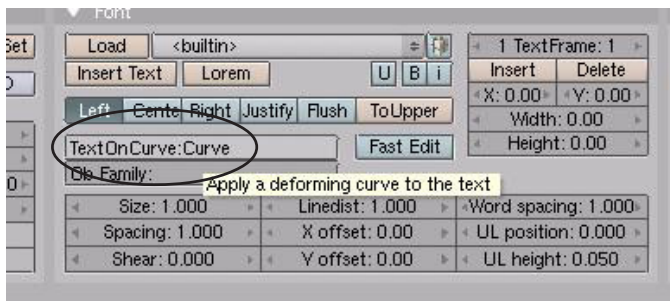 Font
Set Load <builtin> 1 TextFrame: 1
Insert Text Lorem U B i Insert Delete
X: 0.00 Y: 0.00
Left Cente Right Justify Flush ToUpper Width: 0.00
TextOnCurve:Curve Fast Edit Height: 0.00
Ob Family:
Apply a deforming curve to the text
Size: 1.000 Linedist: 1.000 Word spacing: 1.000
Spacing: 1.000 X offset: 0.00 UL position: 0.000
Shear: 0.000 Y offset: 0.00 UL height: 0.050